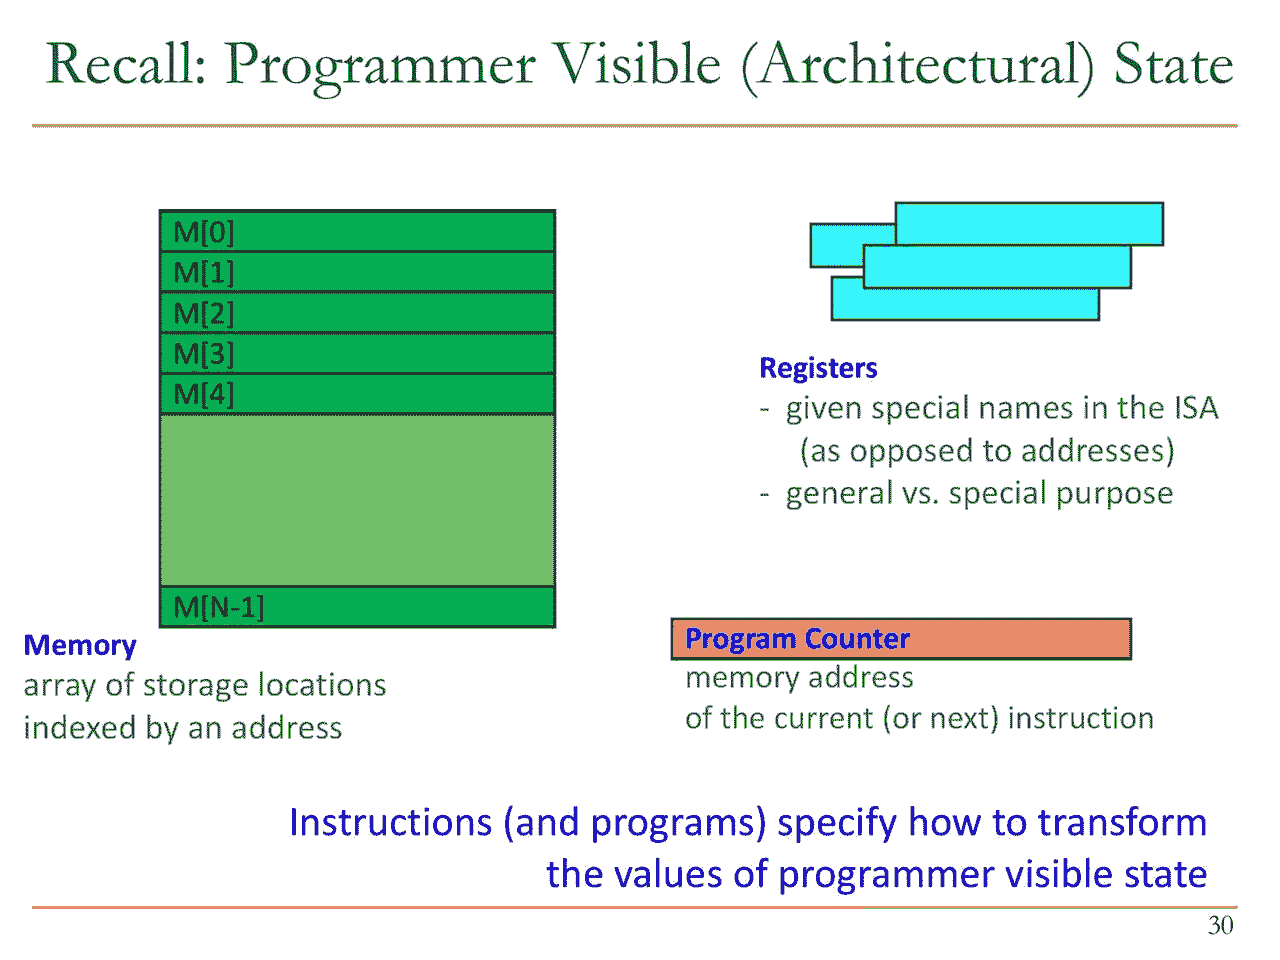 Recall: Programmer Visible (Architectural) State
M[0]
M[1]
M[2]
M[3]
M[4]
M[N-1]
Memory
array of storage locations
indexed by an address
Registers
- given special names in the ISA
(as opposed to addresses)
- general vs. special purpose
Program Counter
memory address
of the current (or next) instruction
Instructions (and programs) specify how to transform
the values of programmer visible state
30